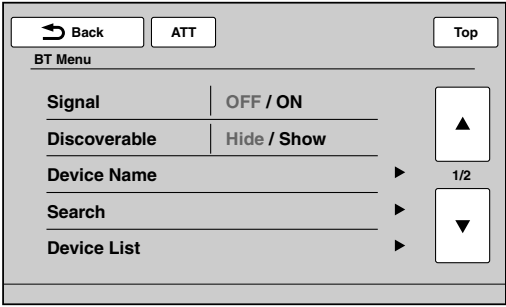 Back ATT Top
BT Menu
Signal OFF / ON
Discoverable Hide / Show
Device Name
1/2
Search
Device List